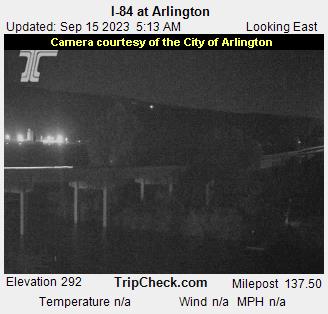 I-84 at Arlington
Updated: Sep 15 2023 5:13 AM Looking East
Camera courtesy of the City of Arlington
Elevation 292 TripCheck.com Milepost 137.50
Temperature n/a Wind n/a MPH n/a